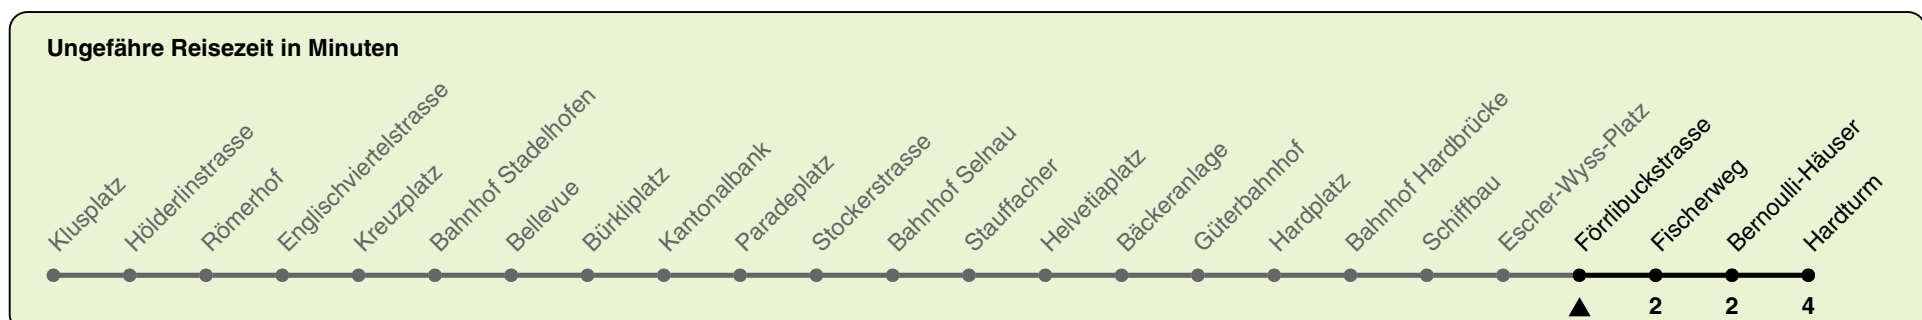 Ungefähre Reisezeit in Minuten
Klusplatz
Hölderlinstrasse
Römerhof
Englischviertelstrasse
Kreuzplatz
Bahnhof Stadelhofen
Bellevue
Bürkliplatz
Kantonalbank
Paradeplatz
Stockerstrasse
Bahnhof Selnau
Stauffacher
Helvetiaplatz
Bäckeranlage
Güterbahnhof
Hardplatz
Bahnhof Hardbrücke
Schiffbau
Escher-Wyss-Platz
Förrlibuckstrasse
Fischerweg
Bernoulli-Häuser
Hardturm
2 2 4